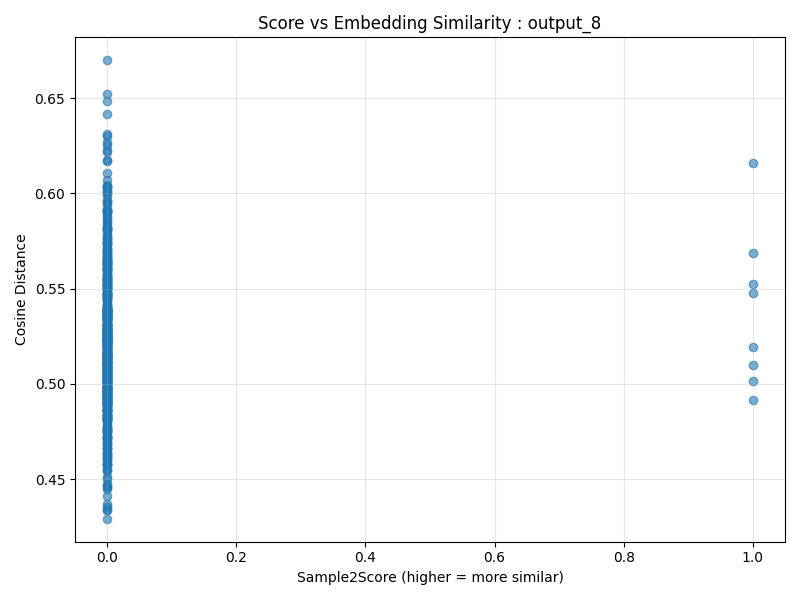 Score vs Embedding Similarity : output_8
Cosine Distance
0.65
0.60
0.55
0.50
0.45
0.0 0.2 0.4 0.6 0.8 1.0
Sample2Score (higher = more similar)